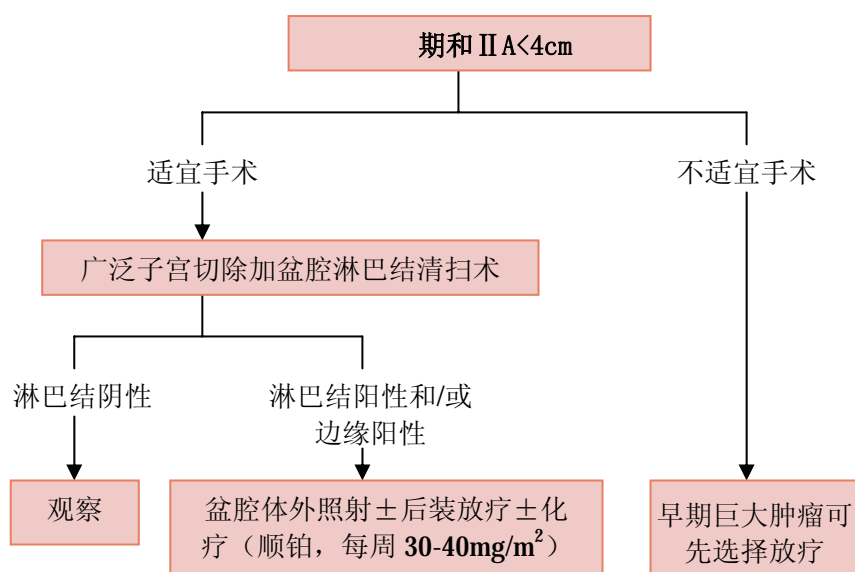 期和ⅡA<4cm
适宜手术
不适宜手术
广泛子宫切除加盆腔淋巴结清扫术
淋巴结阴性
淋巴结阳性和/或
边缘阳性
观察
盆腔体外照射±后装放疗±化
疗（顺铂，每周 30-40mg/m²）
早期巨大肿瘤可
先选择放疗